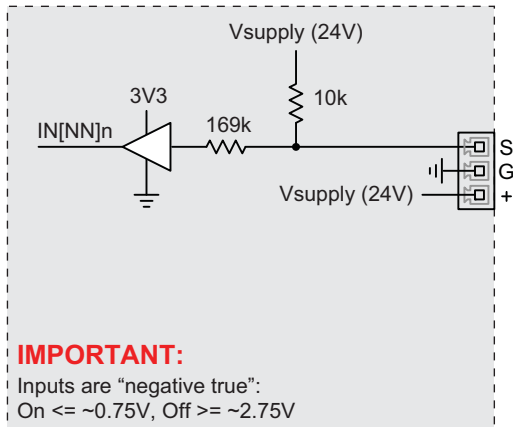 Vsupply (24V)
3V3
10k
IN[NN]n
169k
S
G
Vsupply (24V)
+
IMPORTANT:
Inputs are “negative true”:
On <= ~0.75V, Off >= ~2.75V